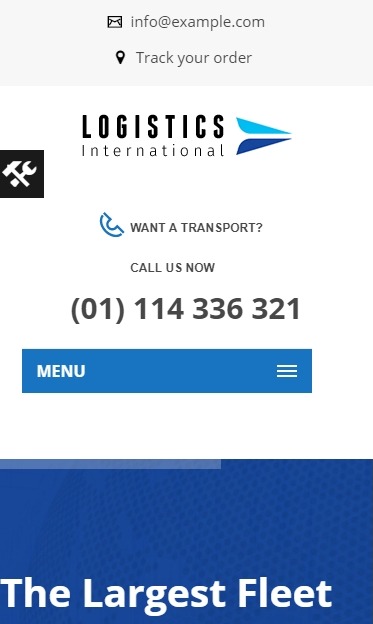 info@example.com
Track your order
LOGISTICS
International
WANT A TRANSPORT?
CALL US NOW
(01) 114 336 321
MENU
The Largest Fleet